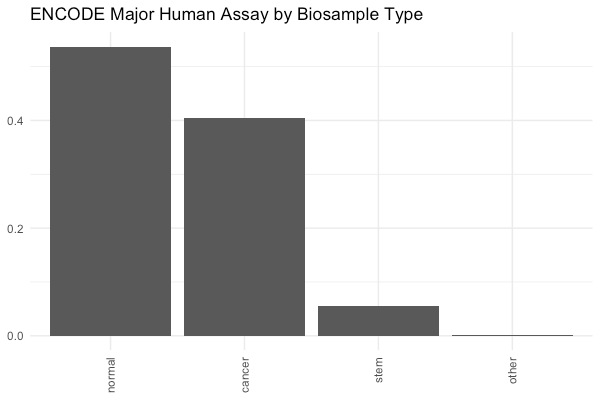 ENCODE Major Human Assay by Biosample Type
0.4
0.2
0.0
normal
cancer
stem
other